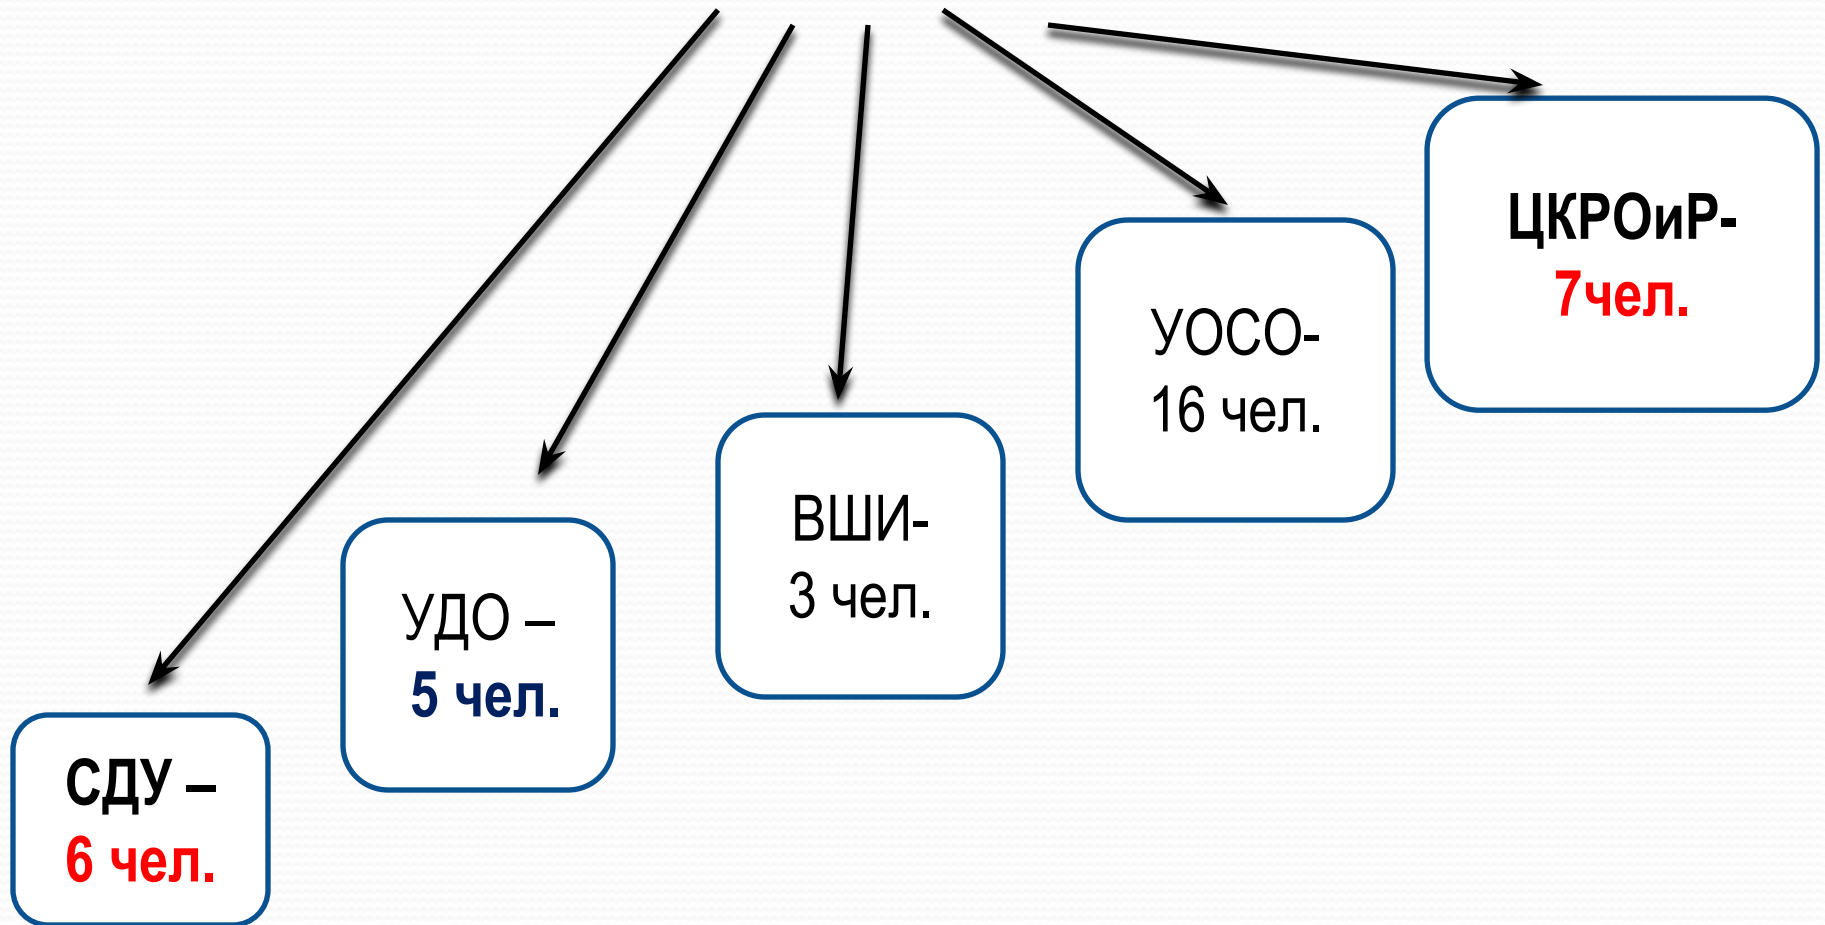 СДУ –
6 чел.
УДО –
5 чел.
ВШИ-
3 чел.
УОСО-
16 чел.
ЦКРОиР-
7чел.